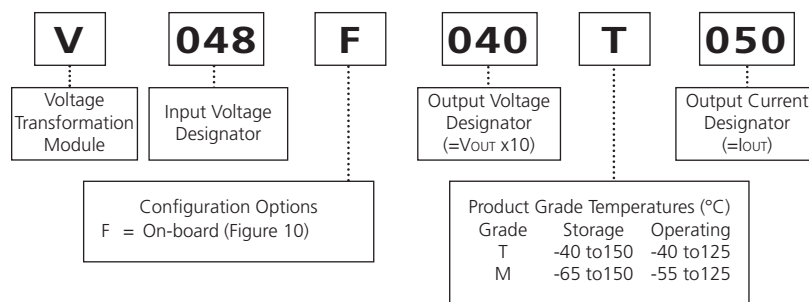 V 048 F 040 T 050
Voltage
Transformation
Module
Input Voltage
Designator
Output Voltage
Designator
(=VOUT x10)
Output Current
Designator
(=IOUT)
Configuration Options
F = On-board (Figure 10)
Product Grade Temperatures (°C)
Grade Storage Operating
T -40 to150 -40 to125
M -65 to150 -55 to125